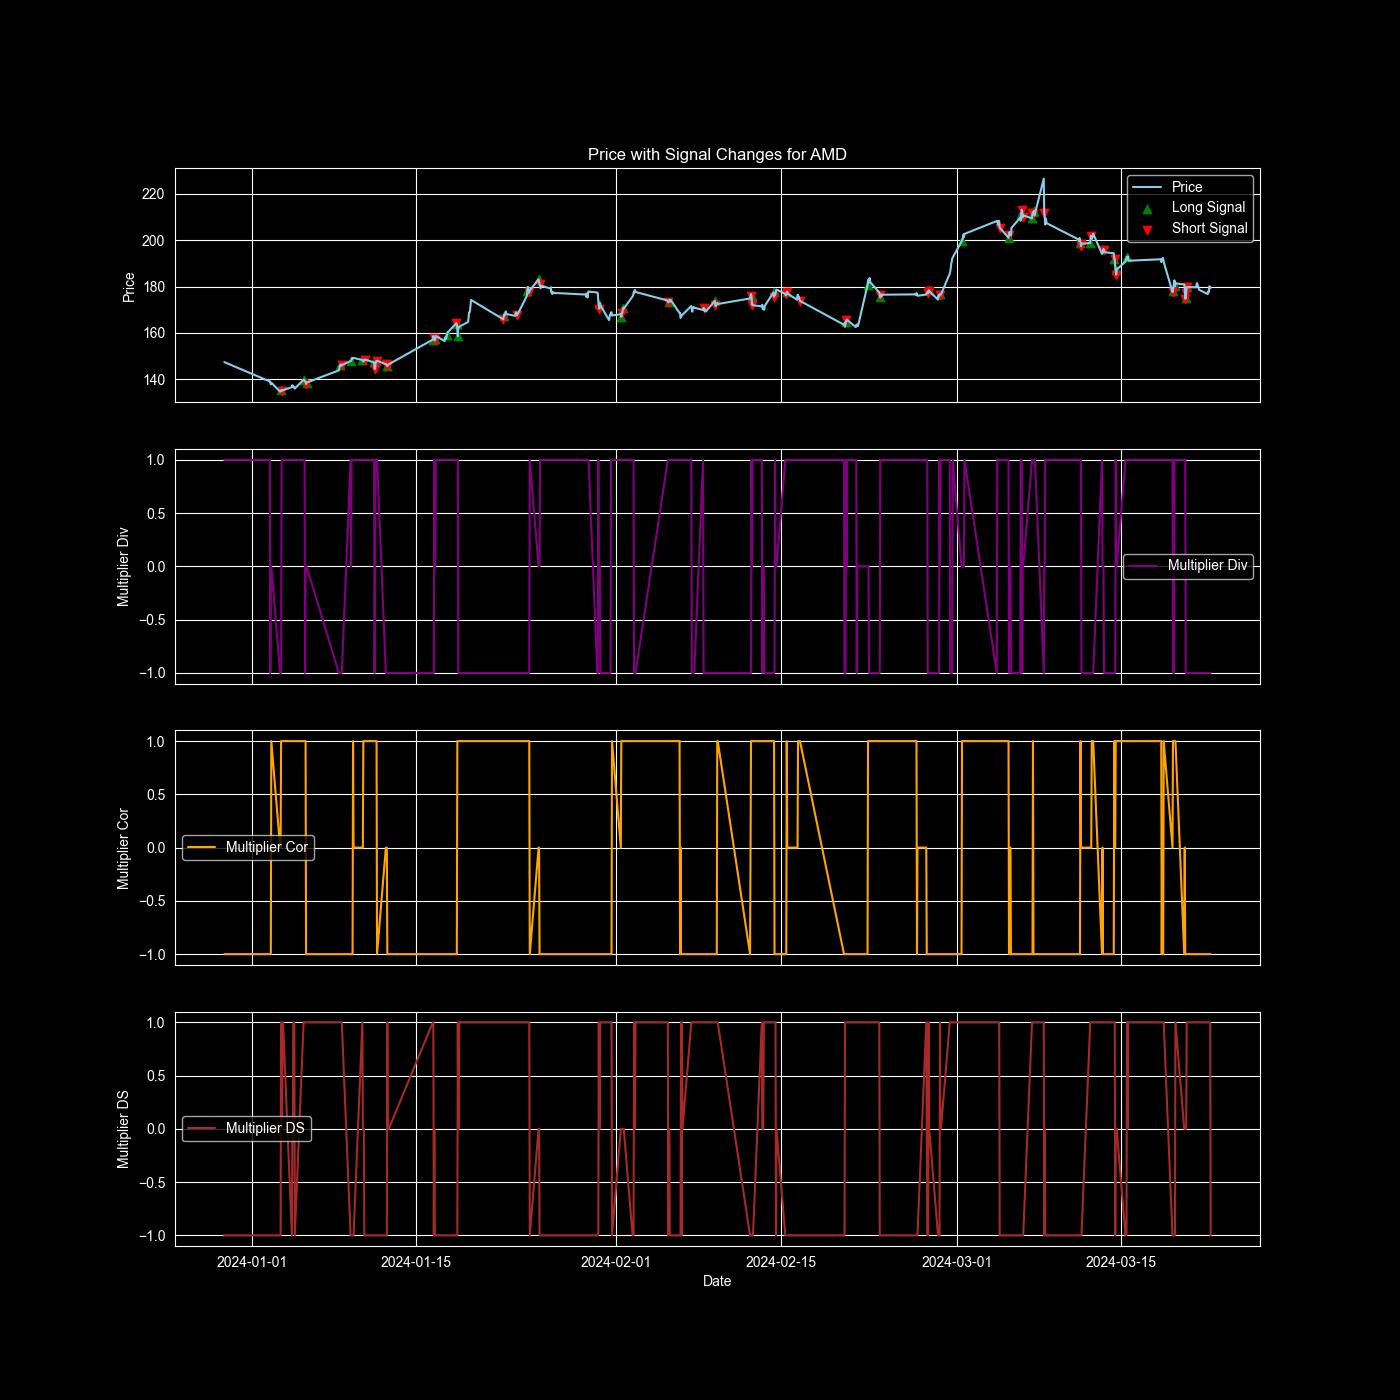 Price with Signal Changes for AMD
220
200
180
160
140
Price
Price
Long Signal
Short Signal
1.0
0.5
0.0
−0.5
−1.0
Multiplier Div
Multiplier Div
1.0
0.5
0.0
−0.5
−1.0
Multiplier Cor
Multiplier Cor
1.0
0.5
0.0
−0.5
−1.0
Multiplier DS
Multiplier DS
2024-01-01 2024-01-15 2024-02-01 2024-02-15 2024-03-01 2024-03-15
Date